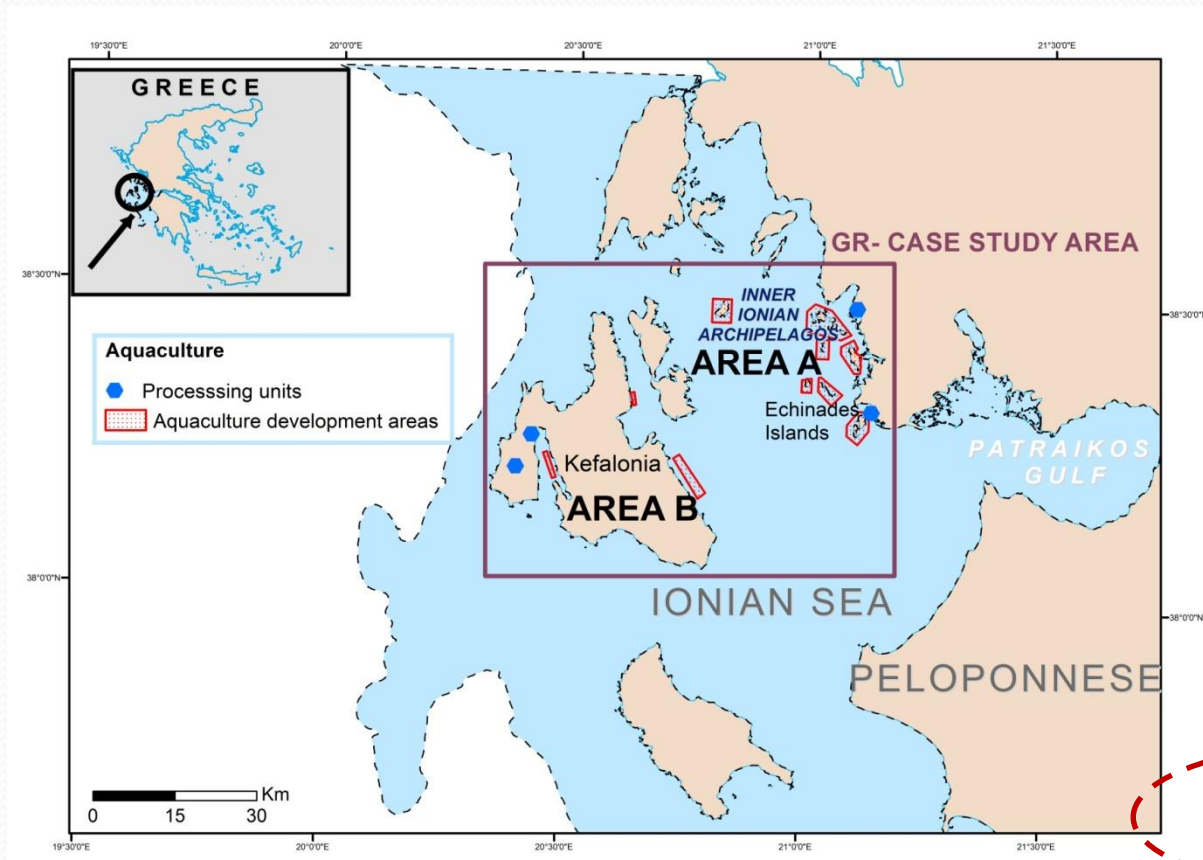 19°30'0"E
20°0'0"E
20°30'0"E
21°0'0"E
21°30'0"E
GREECE
GR- CASE STUDY AREA
38°30'0"N
38°30'0"N
INNER
IONIAN
ARCHIPELAGOS
AREA A
Aquaculture
Processsing units
Aquaculture development areas
Echinades
Islands
PATRAIKOS
GULF
Kefalonia
AREA B
38°0'0"N
IONIAN SEA
38°0'0"N
PELOPONNESE
Km
0 15 30
19°30'0"E
20°0'0"E
20°30'0"E
21°0'0"E
21°30'0"E